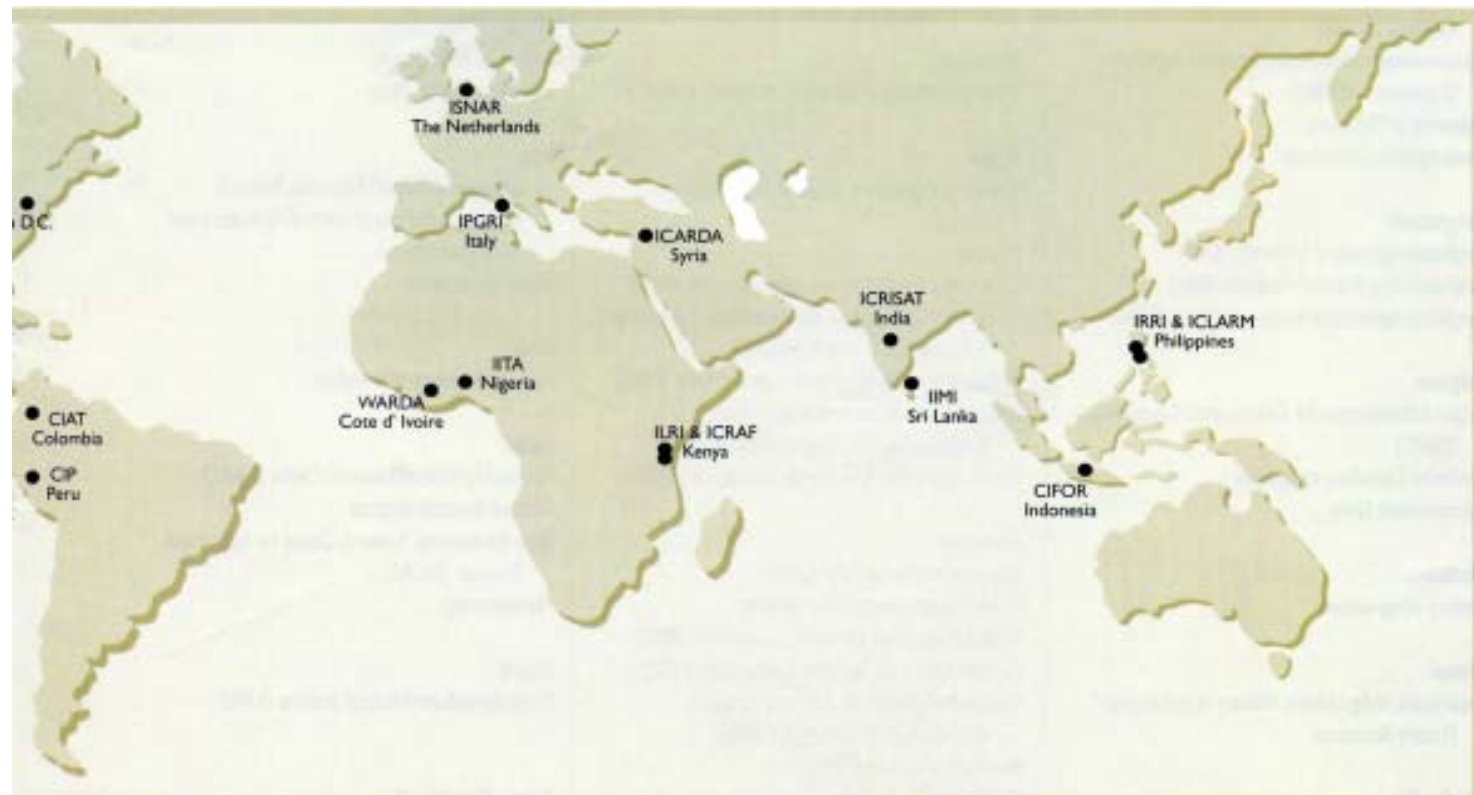 ISNAR
The Netherlands
D.C.
IPGRI
Italy
ICARDA
Syria
ICRISAT
India
IRRI & ICLARM
Philippines
IITA
Nigeria
WARDA
Cote d' Ivoire
IIMI
Sri Lanka
CIAT
Colombia
ILRI & ICRAF
Kenya
CIP
Peru
CIFOR
Indonesia